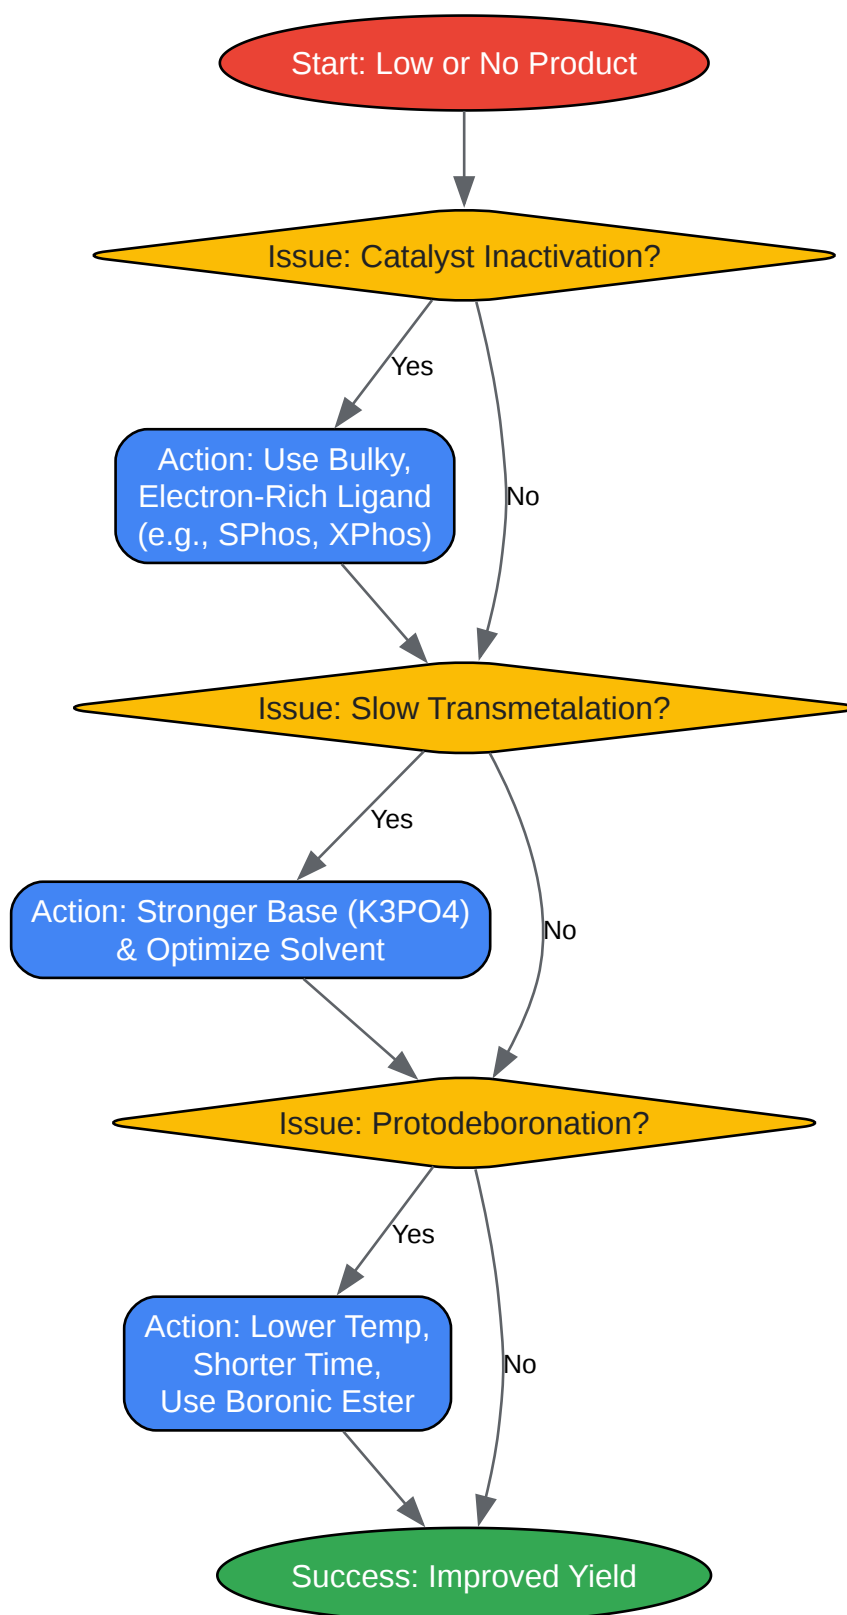 Start: Low or No Product
Issue: Catalyst Inactivation?
Yes
Action: Use Bulky,
Electron-Rich Ligand
(e.g., SPhos, XPhos)
No
Issue: Slow Transmetalation?
Yes
Action: Stronger Base (K3PO4)
& Optimize Solvent
No
Issue: Protodeboronation?
Yes
Action: Lower Temp,
Shorter Time,
Use Boronic Ester
No
Success: Improved Yield